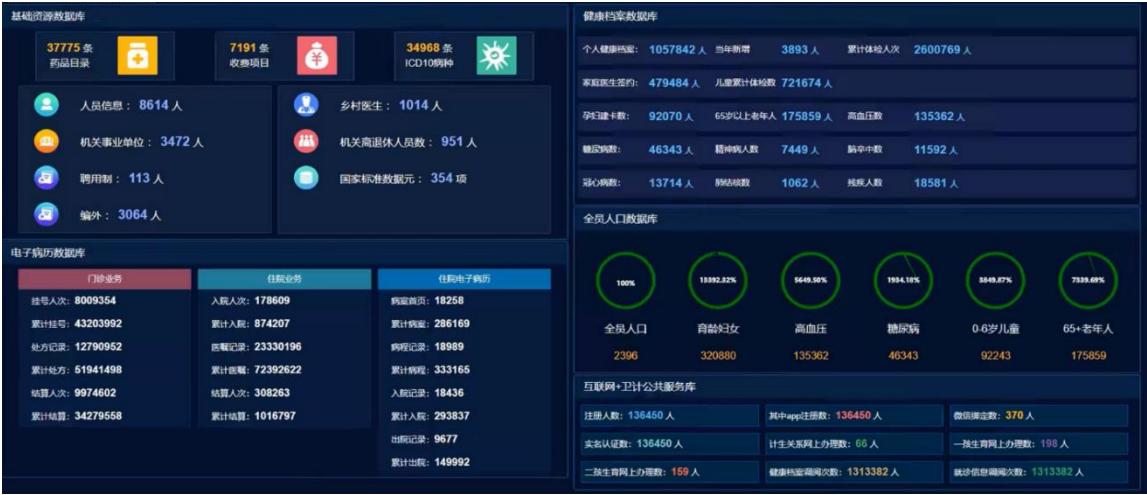 基础资源数据库
37775 条
药品目录
7191 条
收费项目
34968 条
ICD10病种
人员信息： 8614 人
机关事业单位： 3472 人
聘用制： 113 人
编外： 3064 人
乡村医生： 1014 人
机关离退休人员数： 951 人
国家标准数据元： 354 项
电子病历数据库
门诊业务
挂号人次: 8009354
累计挂号: 43203992
处方记录: 12790952
累计处方: 51941498
结算人次: 9974602
累计结算: 34279558
住院业务
入院人次: 178609
累计入院: 874207
医嘱记录: 23330196
累计医嘱: 72392622
结算人次: 308263
累计结算: 1016797
住院电子病历
病案首页: 18258
累计病案: 286169
病程记录: 18989
累计病程: 333165
入院记录: 18436
累计入院: 293837
出院记录: 9677
累计出院: 149992
健康档案数据库
个人健康档案: 1057842 人 当年新增 3893 人 累计体检人次 2600769 人
家庭医生签约: 479484 人 儿童累计体检数 721674 人
孕妇建卡数: 92070 人 65岁以上老年人 175859 人 高血压数 135362 人
糖尿病数: 46343 人 精神病人数 7449 人 脑卒中数 11592 人
冠心病数: 13714 人 肺结核数 1062 人 残疾人数 18581 人
全员人口数据库
100% 13392.32% 5649.50% 1934.18% 3849.87% 7339.69%
全员人口 育龄妇女 高血压 糖尿病 0-6岁儿童 65+老年人
2396 320880 135362 46343 92243 175859
互联网+卫计公共服务库
注册人数: 136450 人 其中app注册数: 136450 人 微信绑定数: 370 人
实名认证数: 136450 人 计生关系网上办理数: 66 人 一孩生育网上办理数: 198 人
二孩生育网上办理数: 159 人 健康档案调阅次数: 1313382 人 就诊信息调阅次数: 1313382 人